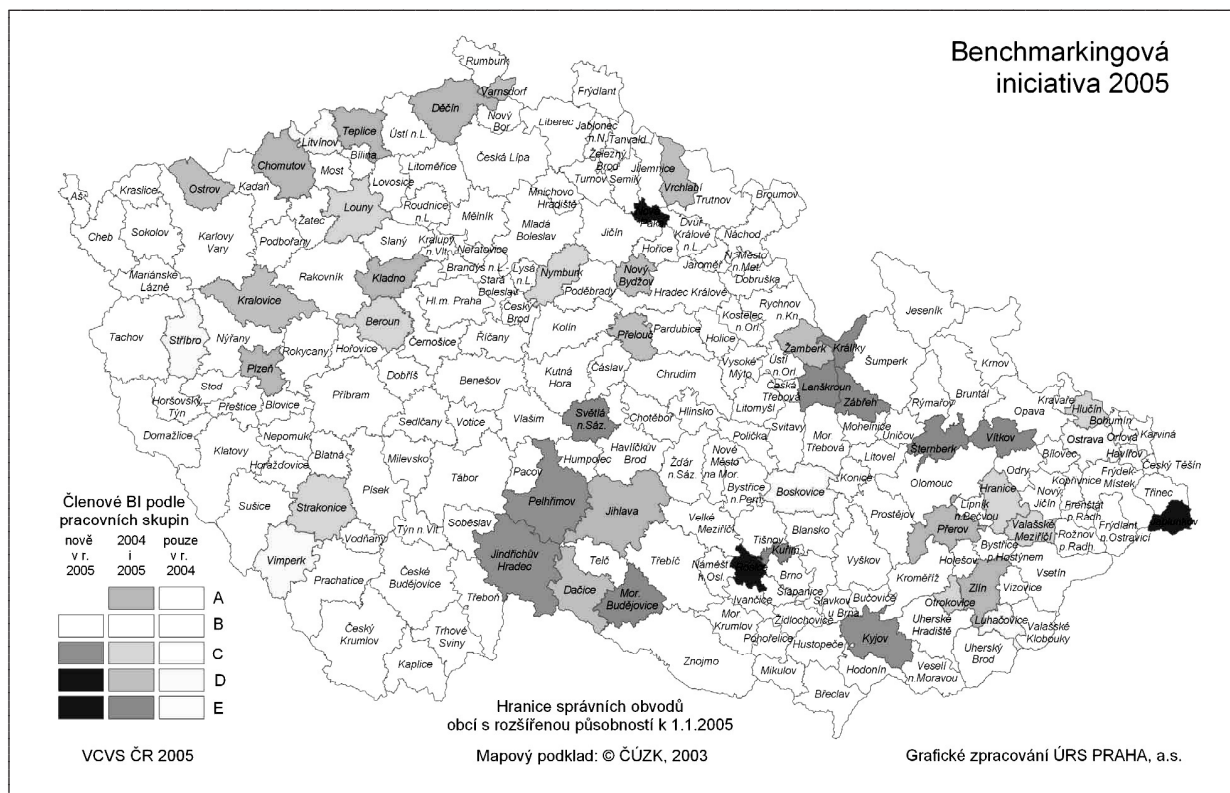 Benchmarkingová
iniciativa 2005
Rumburk
Varnsdorf
Děčín
Nový
Bor
Frýdlant
Liberec
Jablonec
n.N.
Tanvald
Železný
Brod
Jilemnice
Turnov
Semily
Vrchlabí
Trutnov
Broumov
Teplice
Ústí n.L.
Litvínov
Bílina
Most
Česká Lípa
Litoměřice
Lovosice
Chomutov
Kadaň
Ostrov
Kraslice
Aš
Cheb
Sokolov
Karlovy
Vary
Mariánské
Lázně
Podbořany
Žatec
Louny
Roudnice
n.L.
Mělník
Mnichovo
Hradiště
Mladá
Boleslav
Jičín
Dvůr
Králové
n.L.
Náchod
Hořice
Jaroměř
N. Město
n.Met.
Dobruška
Slaný
Kralupy
n.Vlt.
Neratovice
Brandýs n.L.
Stará
Boleslav
Lysá
n.L.
Nymburk
Poděbrady
Nový
Bydžov
Hradec Králové
Rakovník
Kladno
Hl.m. Praha
Český
Brod
Kralovice
Beroun
Černošice
Říčany
Kolín
Přelouč
Pardubice
Holice
Kostelec
n.Orl.
Rychnov
n.Kn
Žamberk
Králíky
Jeseník
Šumperk
Tachov
Stříbro
Nýřany
Plzeň
Rokycany
Hořovice
Dobříš
Benešov
Kutná
Hora
Čáslav
Chrudim
Vysoké
Mýto
Ústí
n.Orl.
Česká
Třebová
Lanškroun
Zábřeh
Rýmařov
Bruntál
Krnov
Opava
Kravaře
Hlučín
Bohumín
Ostrava
Orlová
Karviná
Havířov
Český Těšín
Stod
Horšovský
Týn
Přeštice
Blovice
Příbram
Sedlčany
Votice
Vlašim
Světlá
n.Sáz.
Chotěboř
Hlinsko
Litomyšl
Svitavy
Mor.
Třebová
Mohelnice
Uničov
Litovel
Šternberk
Vítkov
Bílovec
Domažlice
Klatovy
Nepomuk
Horažďovice
Blatná
Milevsko
Tábor
Pacov
Humpolec
Havlíčkův
Brod
Žďár
n.Sáz.
Nové
Město
na Mor.
Polička
Bystřice
n.Pern.
Boskovice
Konice
Olomouc
Odry
Hranice
Nový
Jičín
Kopřivnice
Frýdek
Místek
Třinec
Sušice
Strakonice
Písek
Týn n.Vlt.
Soběslav
Pelhřimov
Jihlava
Velké
Meziříčí
Tišnov
Kuřim
Blansko
Prostějov
Přerov
Lipník
n.Bečvou
Valašské
Meziříčí
Frenštát
p.Radh.
Rožnov
p.Radh
Frýdlant
n.Ostravicí
Vimperk
Vodňany
Prachatice
České
Budějovice
Třeboň
Jindřichův
Hradec
Telč
Třebíč
Náměšť
n.Osl.
Ivančice
Brno
Šlapanice
Vyškov
Slavkov
u Brna
Bučovice
Kroměříž
Holešov
Bystřice
p.Hostýnem
Vsetín
Zlín
Vizovice
Otrokovice
Luhačovice
Valašské
Klobouky
Český
Krumlov
Trhové
Sviny
Kaplice
Dačice
Mor.
Budějovice
Mor
Krumlov
Židlochovice
Pohořelice
Hustopeče
Kyjov
Uherské
Hradiště
Uherský
Brod
Veselí
n.Moravou
Hodonín
Znojmo
Mikulov
Břeclav
Členové BI podle
pracovních skupin
nově
v r.
2005
2004
i
2005
pouze
v r.
2004
A
B
C
D
E
Hranice správních obvodů
obcí s rozšířenou působností k 1.1.2005
VCVS ČR 2005
Mapový podklad: © ČÚZK, 2003
Grafické zpracování ÚRS PRAHA, a.s.